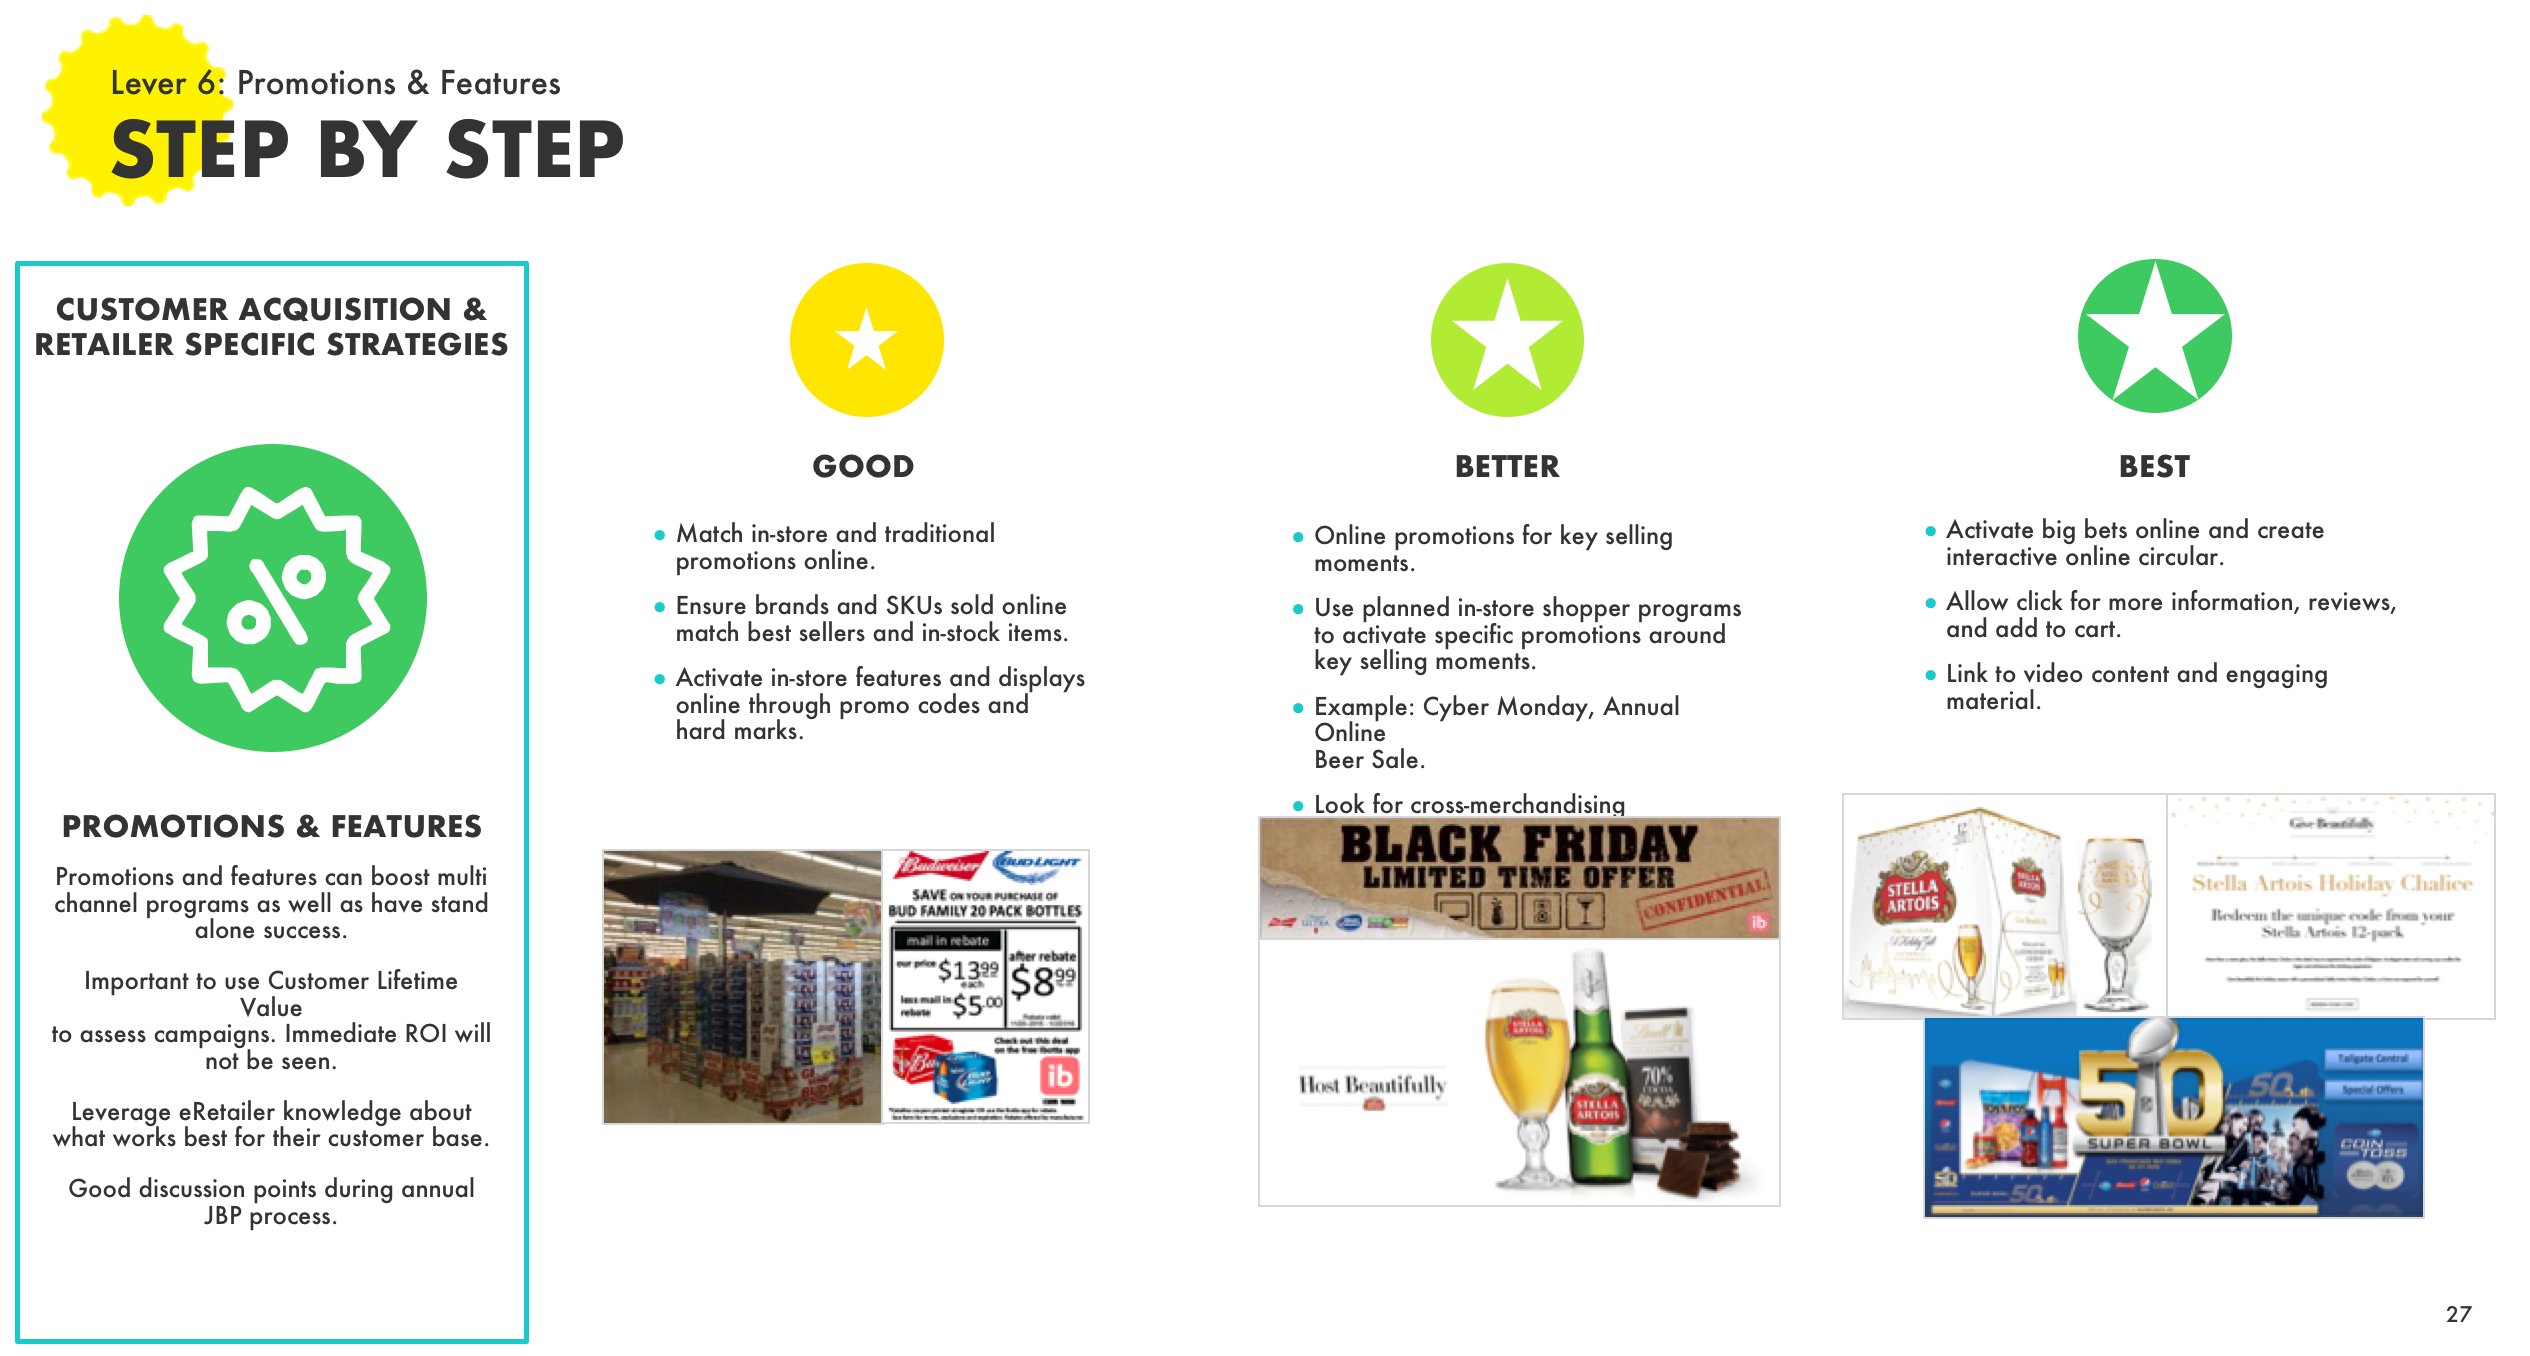 Lever 6: Promotions & Features
STEP BY STEP
CUSTOMER ACQUISITION &
RETAILER SPECIFIC STRATEGIES
PROMOTIONS & FEATURES
Promotions and features can boost multi
channel programs as well as have stand
alone success.
Important to use Customer Lifetime
Value
to assess campaigns. Immediate ROI will
not be seen.
Leverage eRetailer knowledge about
what works best for their customer base.
Good discussion points during annual
JBP process.
GOOD
Match in-store and traditional
promotions online.
Ensure brands and SKUs sold online
match best sellers and in-stock items.
Activate in-store features and displays
online through promo codes and
hard marks.
Budweiser BUD LIGHT
SAVE ON YOUR PURCHASE OF
BUD FAMILY 20 PACK BOTTLES
mail in rebate
our price $13.99 each
less mail in rebate $5.00
after rebate
$8.99
Check out this deal
on the free ibotta app
ib
BETTER
Online promotions for key selling
moments.
Use planned in-store shopper programs
to activate specific promotions around
key selling moments.
Example: Cyber Monday, Annual
Online
Beer Sale.
Look for cross-merchandising
BLACK FRIDAY
LIMITED TIME OFFER
CONFIDENTIAL
ib
Host Beautifully
STELLA
ARTOIS
Lindt
EXCELLENCE
70%
COCOA
BEST
Activate big bets online and create
interactive online circular.
Allow click for more information, reviews,
and add to cart.
Link to video content and engaging
material.
STELLA
ARTOIS
STELLA
ARTOIS
Give Beautifully
Stella Artois Holiday Chalice
Redeem the unique code from your
Stella Artois 12-pack
50
SUPER BOWL
TOSTITOS
Tailgate Central
Special Offers
COIN
TOSS
27